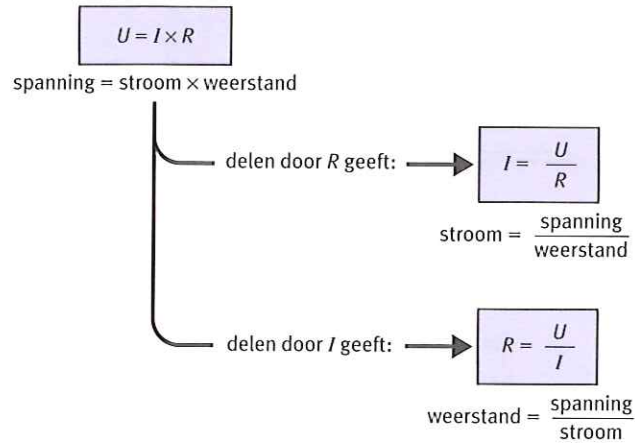 U = I × R
spanning = stroom × weerstand
delen door R geeft:
I = U
R
stroom = spanning
weerstand
delen door I geeft:
R = U
I
weerstand = spanning
stroom